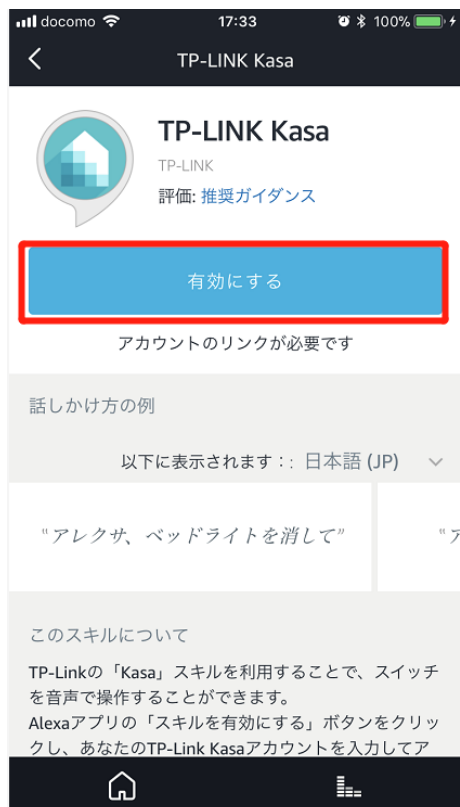 docomo 17:33 100%
TP-LINK Kasa
TP-LINK Kasa
TP-LINK
評価: 推奨ガイダンス
有効にする
アカウントのリンクが必要です
話しかけ方の例
以下に表示されます：: 日本語 (JP)
“アレクサ、ベッドライトを消して” “ア
このスキルについて
TP-Linkの「Kasa」スキルを利用することで、スイッチ
を音声で操作することができます。
Alexaアプリの「スキルを有効にする」ボタンをクリッ
クし、あなたのTP-Link Kasaアカウントを入力してア